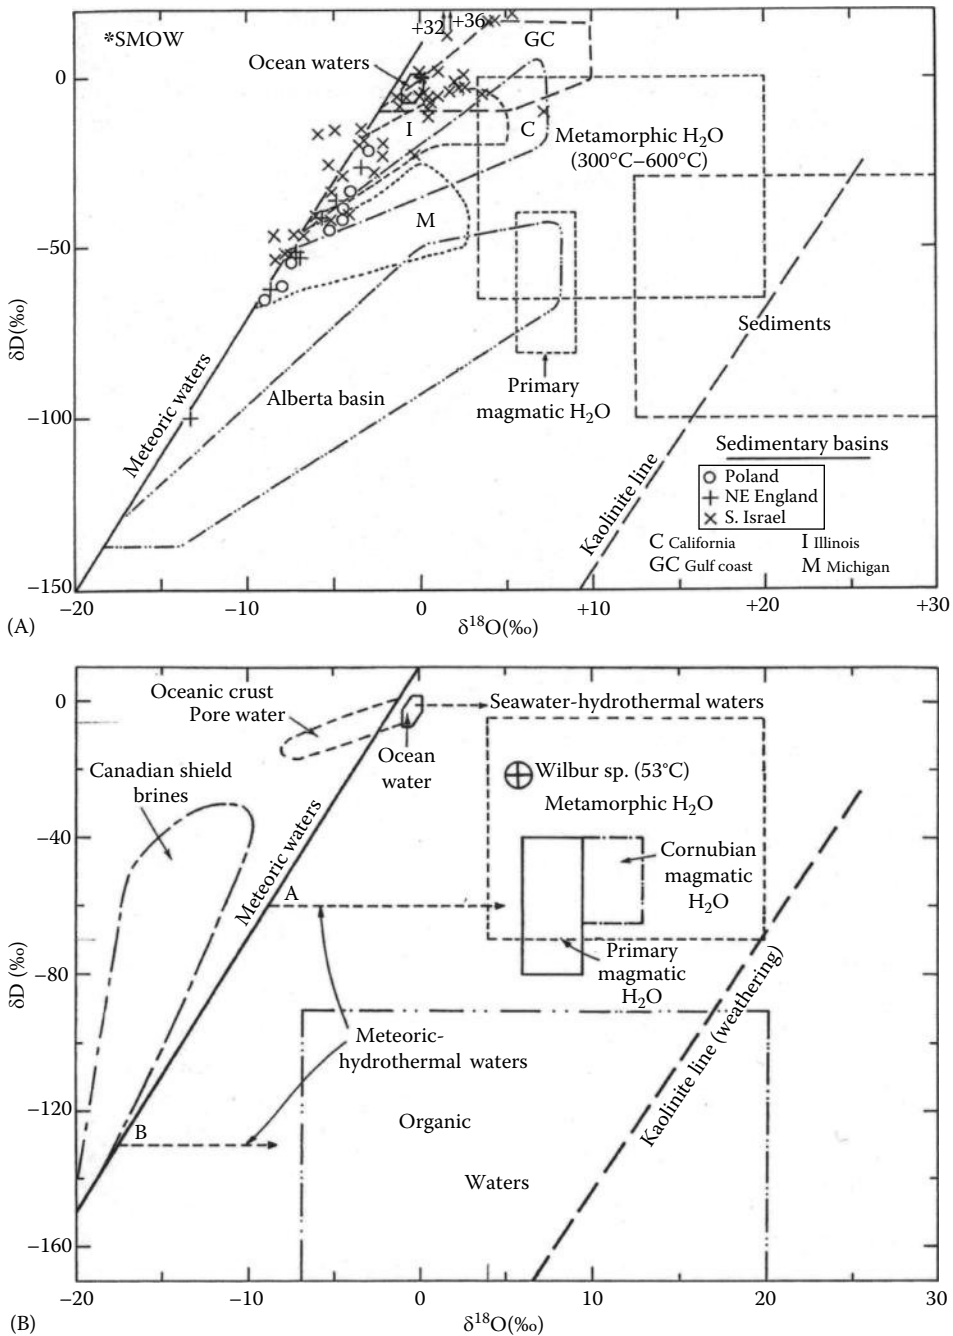 *SMOW
+32
+36
GC
Ocean waters
0
I
C
Metamorphic H₂O
(300°C–600°C)
M
−50
δD(‰)
Sediments
Meteoric waters
Alberta basin
Primary
magmatic H₂O
−100
Kaolinite line
Sedimentary basins
Poland
NE England
S. Israel
C California
I Illinois
GC Gulf coast
M Michigan
−150
−20
−10
0
+10
+20
+30
(A)
δ¹⁸O(‰)
Oceanic crust
Pore water
0
Seawater-hydrothermal waters
Ocean
water
Canadian shield
brines
Wilbur sp. (53°C)
Metamorphic H₂O
−40
Meteoric waters
Cornubian
magmatic
H₂O
A
δD (‰)
Primary
magmatic
H₂O
−80
Meteoric-
hydrothermal waters
Kaolinite line (weathering)
−120
B
Organic
Waters
−160
−20
−10
0
10
20
30
(B)
δ¹⁸O(‰)